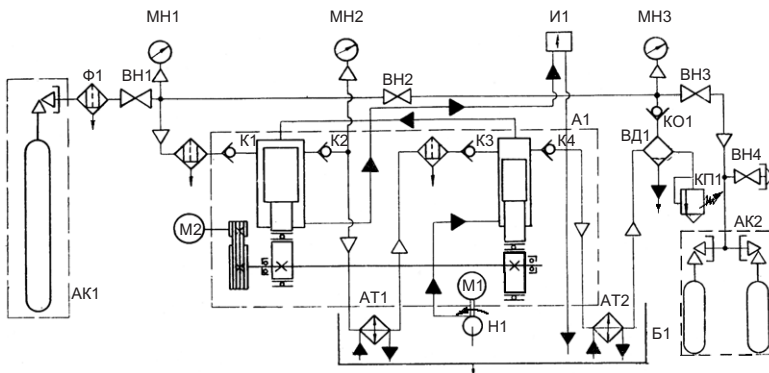 МН1
МН2
И1
МН3
Ф1
ВН1
ВН2
ВН3
А1
КО1
К1
К2
К3
К4
ВД1
КП1
ВН4
М2
АК2
АК1
АТ1
М1
АТ2
Н1
Б1